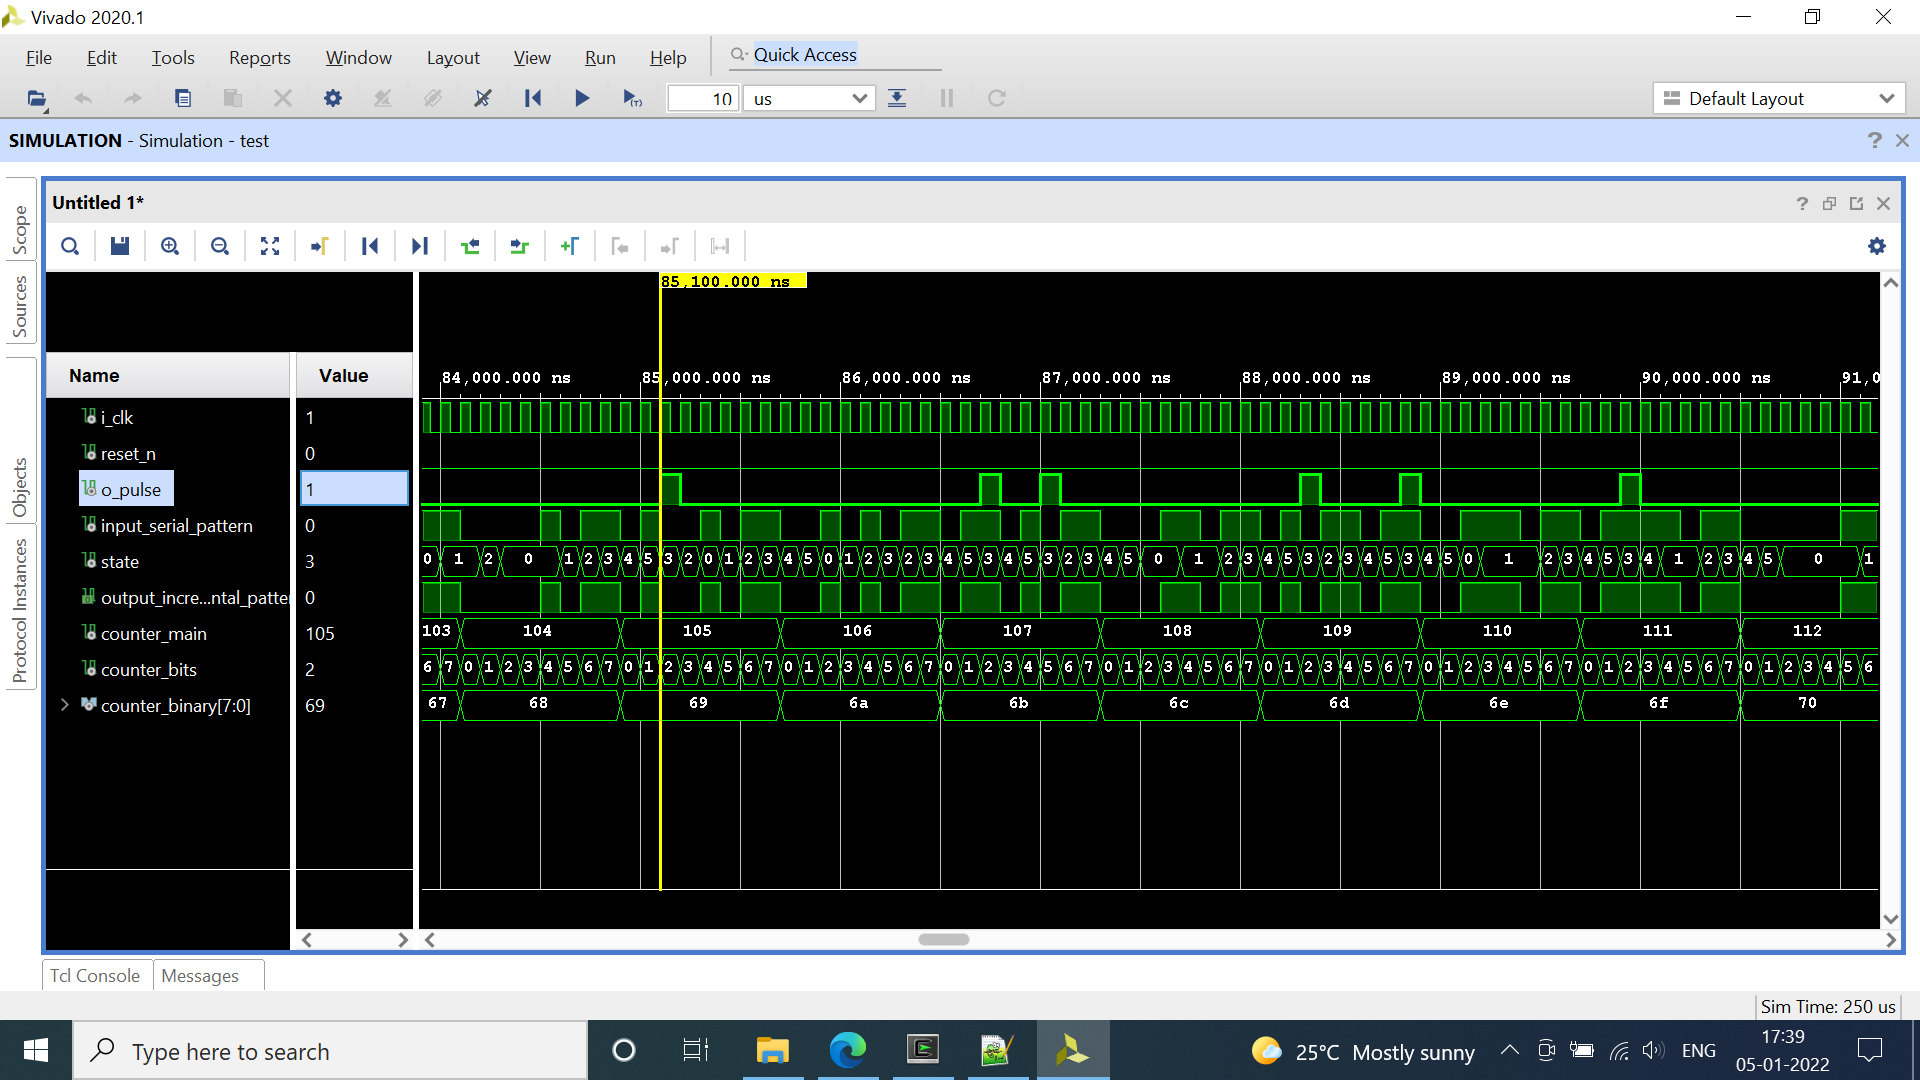 Vivado 2020.1
File Edit Tools Reports Window Layout View Run Help Quick Access
10 us Default Layout
SIMULATION - Simulation - test
Scope
Sources
Objects
Protocol Instances
Untitled 1*
85,100.000 ns
Name Value
84,000.000 ns 85,000.000 ns 86,000.000 ns 87,000.000 ns 88,000.000 ns 89,000.000 ns 90,000.000 ns 91,0
i_clk 1
reset_n 0
o_pulse 1
input_serial_pattern 0
state 3 0 1 2 0 1 2 3 4 5 3 2 0 1 2 3 4 5 0 1 2 3 2 3 4 5 3 4 5 3 2 3 4 5 0 1 2 3 4 5 3 2 3 4 5 3 4 5 0 1 2 3 4 5 3 4 1 2 3 4 5 0 1
output_incre...ntal_patter 0
counter_main 105 103 104 105 106 107 108 109 110 111 112
counter_bits 2 6 7 0 1 2 3 4 5 6 7 0 1 2 3 4 5 6 7 0 1 2 3 4 5 6 7 0 1 2 3 4 5 6 7 0 1 2 3 4 5 6 7 0 1 2 3 4 5 6 7 0 1 2 3 4 5 6 7 0 1 2 3 4 5 6 7 0 1 2 3 4 5 6
counter_binary[7:0] 69 67 68 69 6a 6b 6c 6d 6e 6f 70
Tcl Console Messages
Sim Time: 250 us
Type here to search
25°C Mostly sunny
ENG
17:39
05-01-2022